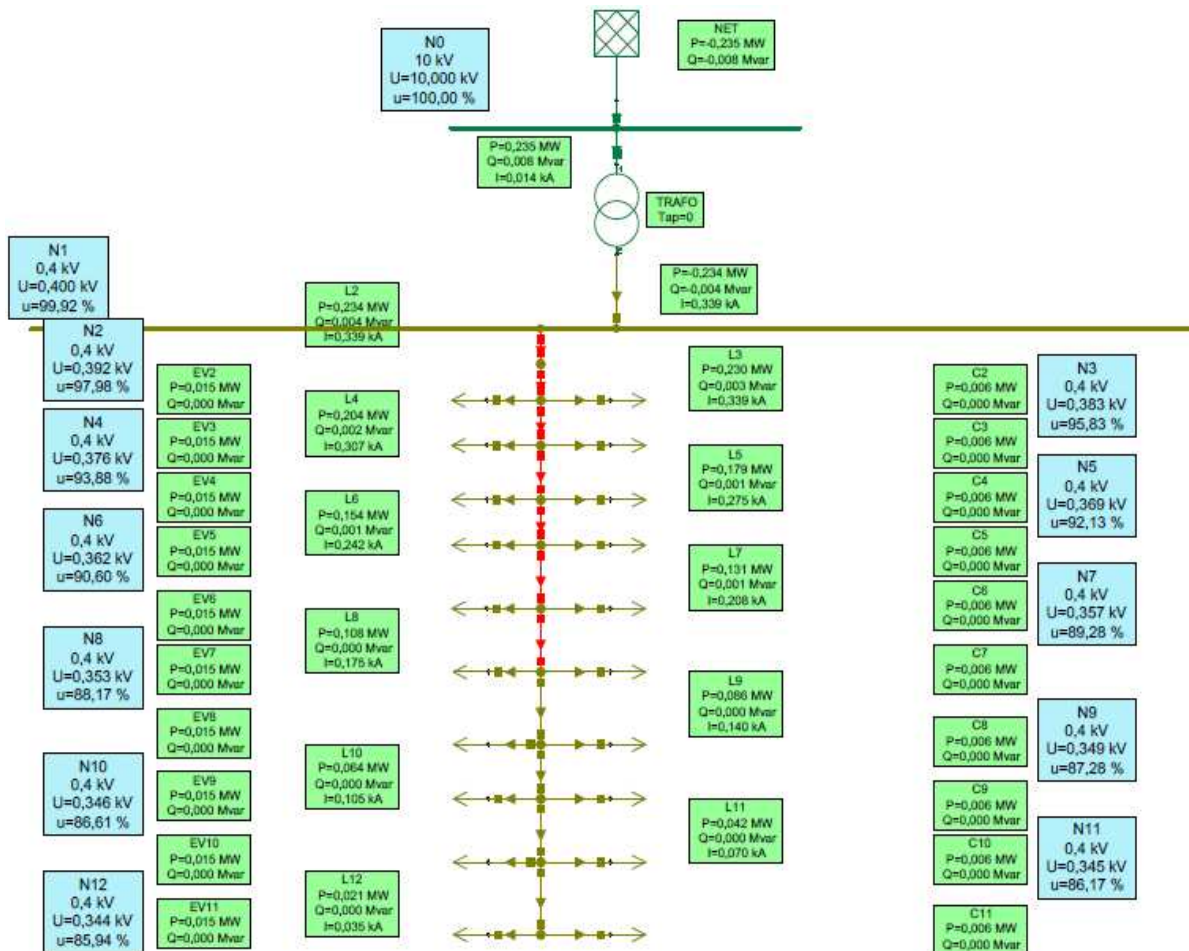 N0
10 kV
U=10,000 kV
u=100,00 %
NET
P=-0,235 MW
Q=-0,008 Mvar
P=0,235 MW
Q=0,008 Mvar
I=0,014 kA
TRAFO
Tap=0
N1
0,4 kV
U=0,400 kV
u=99,92 %
P=-0,234 MW
Q=-0,004 Mvar
I=0,339 kA
L2
P=0,234 MW
Q=0,004 Mvar
I=0,339 kA
N2
0,4 kV
U=0,392 kV
u=97,98 %
L3
P=0,230 MW
Q=0,003 Mvar
I=0,339 kA
N3
0,4 kV
U=0,383 kV
u=95,83 %
EV2
P=0,015 MW
Q=0,000 Mvar
C2
P=0,006 MW
Q=0,000 Mvar
L4
P=0,204 MW
Q=0,002 Mvar
I=0,307 kA
N4
0,4 kV
U=0,376 kV
u=93,88 %
EV3
P=0,015 MW
Q=0,000 Mvar
C3
P=0,006 MW
Q=0,000 Mvar
L5
P=0,179 MW
Q=0,001 Mvar
I=0,275 kA
N5
0,4 kV
U=0,369 kV
u=92,13 %
EV4
P=0,015 MW
Q=0,000 Mvar
C4
P=0,006 MW
Q=0,000 Mvar
L6
P=0,154 MW
Q=0,001 Mvar
I=0,242 kA
N6
0,4 kV
U=0,362 kV
u=90,60 %
EV5
P=0,015 MW
Q=0,000 Mvar
C5
P=0,006 MW
Q=0,000 Mvar
L7
P=0,131 MW
Q=0,001 Mvar
I=0,208 kA
N7
0,4 kV
U=0,357 kV
u=89,28 %
EV6
P=0,015 MW
Q=0,000 Mvar
C6
P=0,006 MW
Q=0,000 Mvar
L8
P=0,108 MW
Q=0,000 Mvar
I=0,175 kA
N8
0,4 kV
U=0,353 kV
u=88,17 %
EV7
P=0,015 MW
Q=0,000 Mvar
C7
P=0,006 MW
Q=0,000 Mvar
L9
P=0,086 MW
Q=0,000 Mvar
I=0,140 kA
N9
0,4 kV
U=0,349 kV
u=87,28 %
EV8
P=0,015 MW
Q=0,000 Mvar
C8
P=0,006 MW
Q=0,000 Mvar
L10
P=0,064 MW
Q=0,000 Mvar
I=0,105 kA
N10
0,4 kV
U=0,346 kV
u=86,61 %
EV9
P=0,015 MW
Q=0,000 Mvar
C9
P=0,006 MW
Q=0,000 Mvar
L11
P=0,042 MW
Q=0,000 Mvar
I=0,070 kA
N11
0,4 kV
U=0,345 kV
u=86,17 %
EV10
P=0,015 MW
Q=0,000 Mvar
C10
P=0,006 MW
Q=0,000 Mvar
L12
P=0,021 MW
Q=0,000 Mvar
I=0,035 kA
N12
0,4 kV
U=0,344 kV
u=85,94 %
EV11
P=0,015 MW
Q=0,000 Mvar
C11
P=0,006 MW
Q=0,000 Mvar